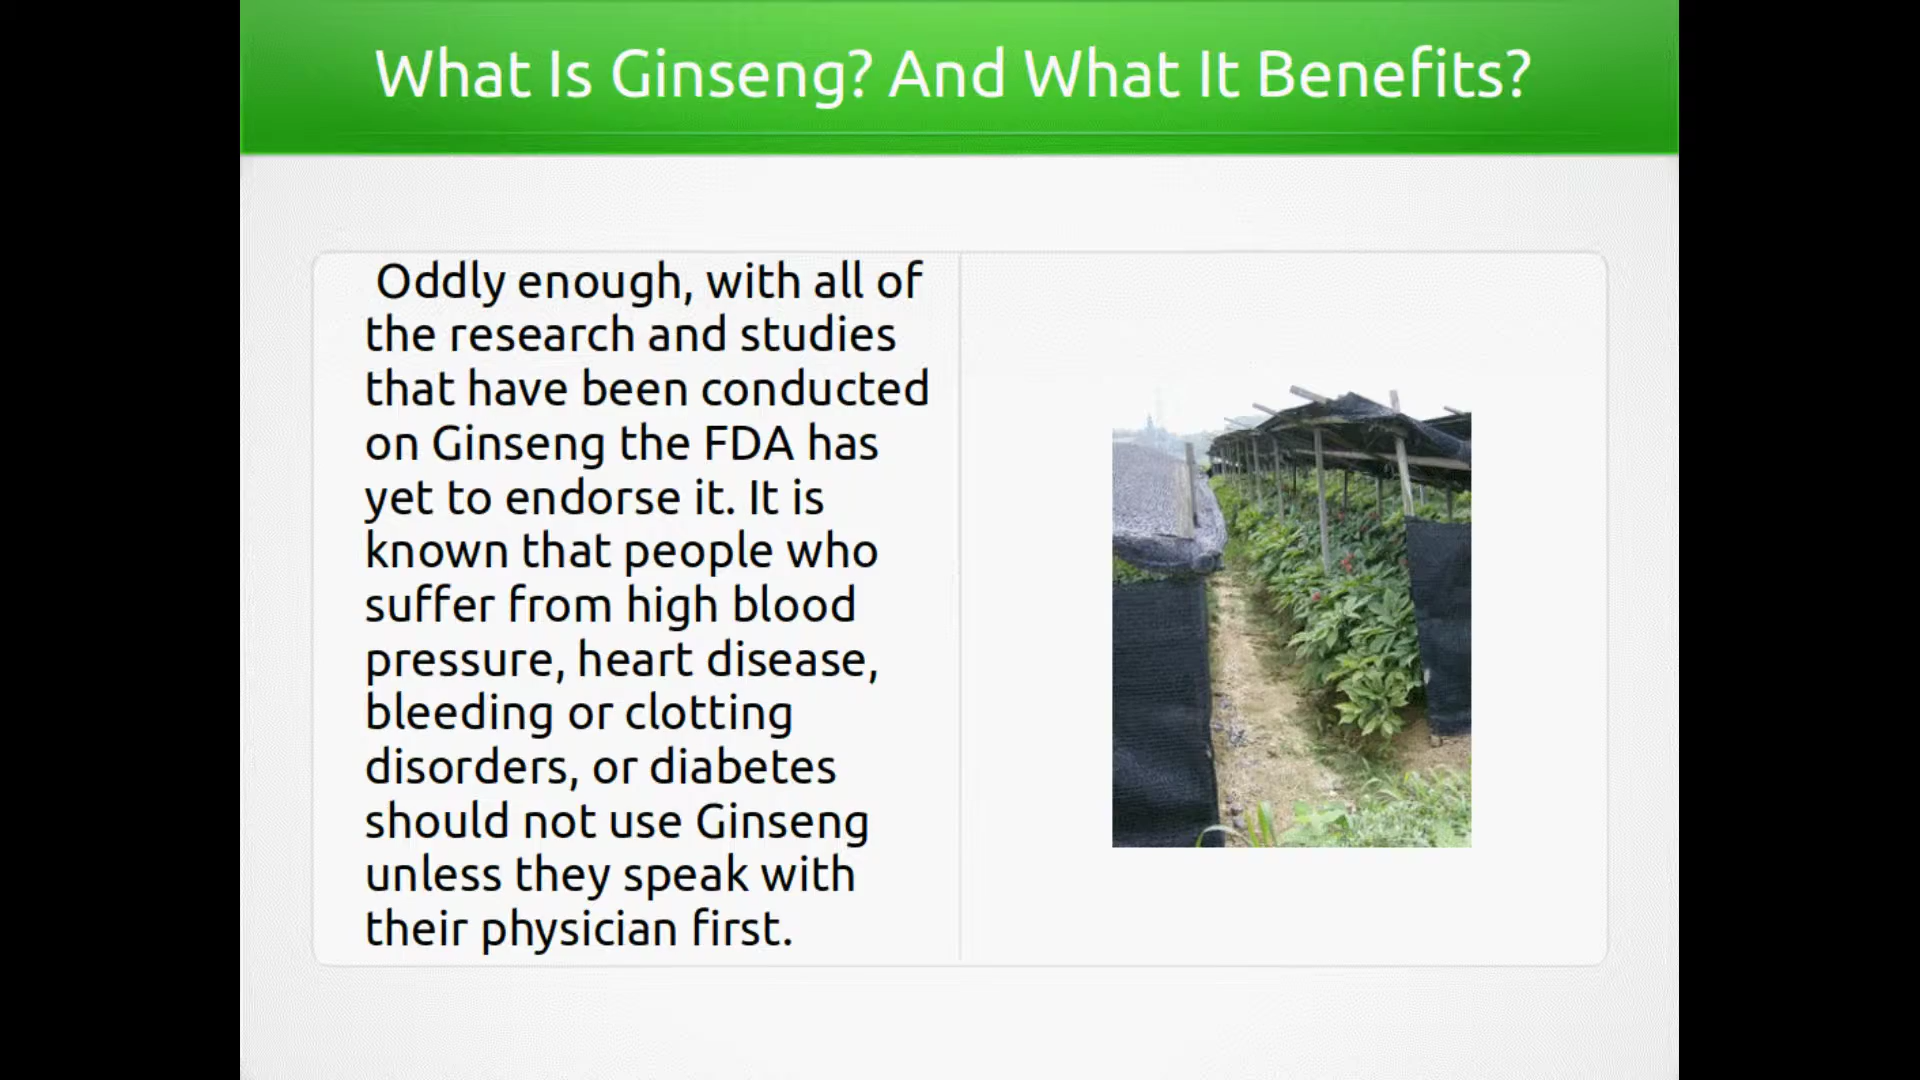 What Is Ginseng? And What It Benefits?
Oddly enough, with all of
the research and studies
that have been conducted
on Ginseng the FDA has
yet to endorse it. It is
known that people who
suffer from high blood
pressure, heart disease,
bleeding or clotting
disorders, or diabetes
should not use Ginseng
unless they speak with
their physician first.